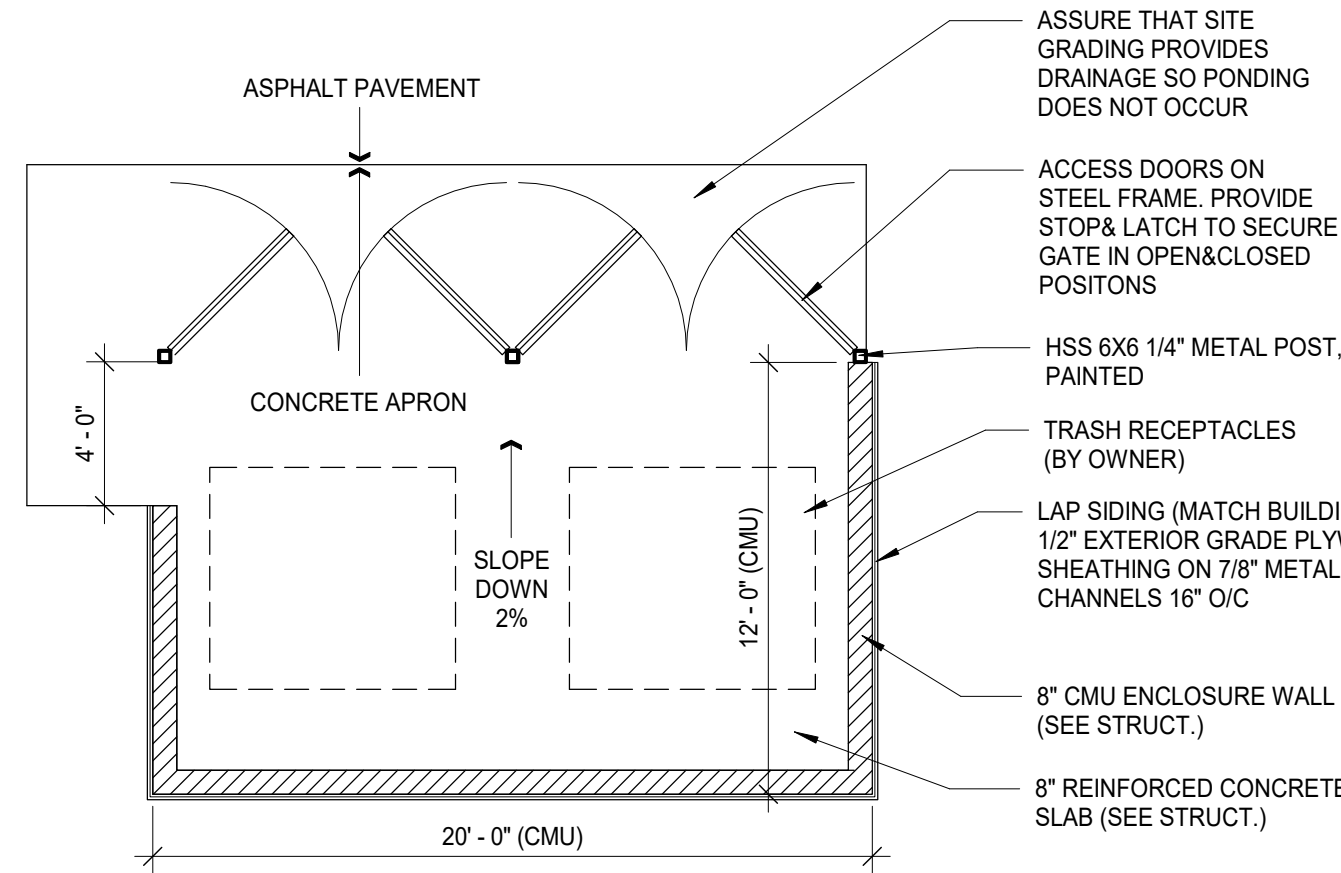 ASPHALT PAVEMENT
CONCRETE APRON
4' - 0"
SLOPE
DOWN
2%
12' - 0" (CMU)
20' - 0" (CMU)
ASSURE THAT SITE
GRADING PROVIDES
DRAINAGE SO PONDING
DOES NOT OCCUR
ACCESS DOORS ON
STEEL FRAME. PROVIDE
STOP& LATCH TO SECURE
GATE IN OPEN&CLOSED
POSITONS
HSS 6X6 1/4" METAL POST,
PAINTED
TRASH RECEPTACLES
(BY OWNER)
LAP SIDING (MATCH
1/2" EXTERIOR GRADE
SHEATHING ON 7/8" METAL
CHANNELS 16" O/C
8" CMU ENCLOSURE WALL
(SEE STRUCT.)
8" REINFORCED CONCRETE
SLAB (SEE STRUCT.)